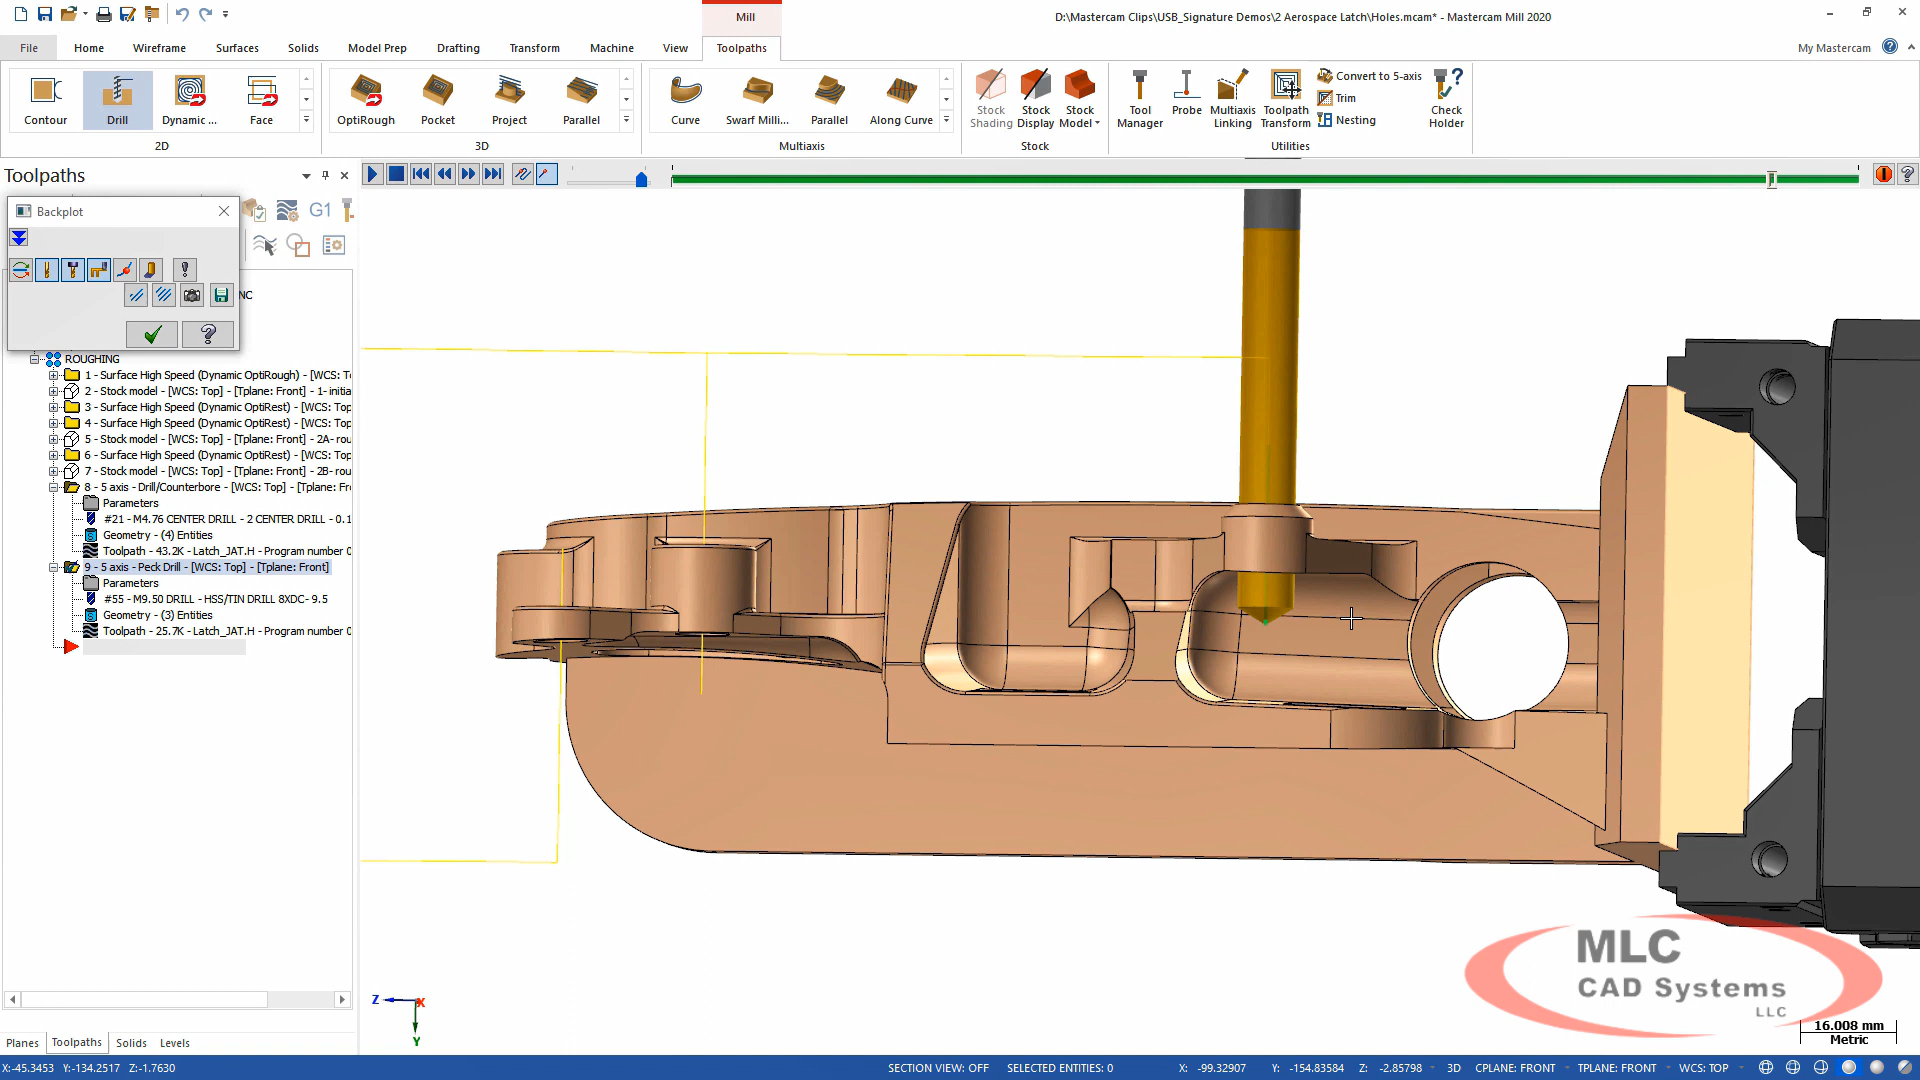 Mill
D:\Mastercam Clips\USB_Signature Demos\2 Aerospace Latch\Holes.mcam* - Mastercam Mill 2020
File
Home
Wireframe
Surfaces
Solids
Model Prep
Drafting
Transform
Machine
View
Toolpaths
My Mastercam
Contour
Drill
Dynamic ...
Face
2D
OptiRough
Pocket
Project
Parallel
3D
Curve
Swarf Milli...
Parallel
Along Curve
Multiaxis
Stock Shading
Stock Display
Stock Model
Stock
Tool Manager
Probe
Multiaxis Linking
Toolpath Transform
Convert to 5-axis
Trim
Nesting
Check Holder
Utilities
Toolpaths
Backplot
G1
NC
ROUGHING
1 - Surface High Speed (Dynamic OptiRough) - [WCS: T
2 - Stock model - [WCS: Top] - [Tplane: Front] - 1- initia
3 - Surface High Speed (Dynamic OptiRest) - [WCS: Top
4 - Surface High Speed (Dynamic OptiRest) - [WCS: Top
5 - Stock model - [WCS: Top] - [Tplane: Front] - 2A- rou
6 - Surface High Speed (Dynamic OptiRest) - [WCS: Top
7 - Stock model - [WCS: Top] - [Tplane: Front] - 2B- rou
8 - 5 axis - Drill/Counterbore - [WCS: Top] - [Tplane: Fr
Parameters
#21 - M4.76 CENTER DRILL - 2 CENTER DRILL - 0.1
Geometry - (4) Entities
Toolpath - 43.2K - Latch_JAT.H - Program number 0
9 - 5 axis - Peck Drill - [WCS: Top] - [Tplane: Front]
Parameters
#55 - M9.50 DRILL - HSS/TIN DRILL 8XDC- 9.5
Geometry - (3) Entities
Toolpath - 25.7K - Latch_JAT.H - Program number 0
Z
X
Y
MLC
CAD Systems
LLC
16.008 mm
Metric
Planes
Toolpaths
Solids
Levels
X:-45.3453 Y:-134.2517 Z:-1.7630
SECTION VIEW: OFF
SELECTED ENTITIES: 0
X: -99.32907
Y: -154.83584
Z: -2.85798
3D
CPLANE: FRONT
TPLANE: FRONT
WCS: TOP